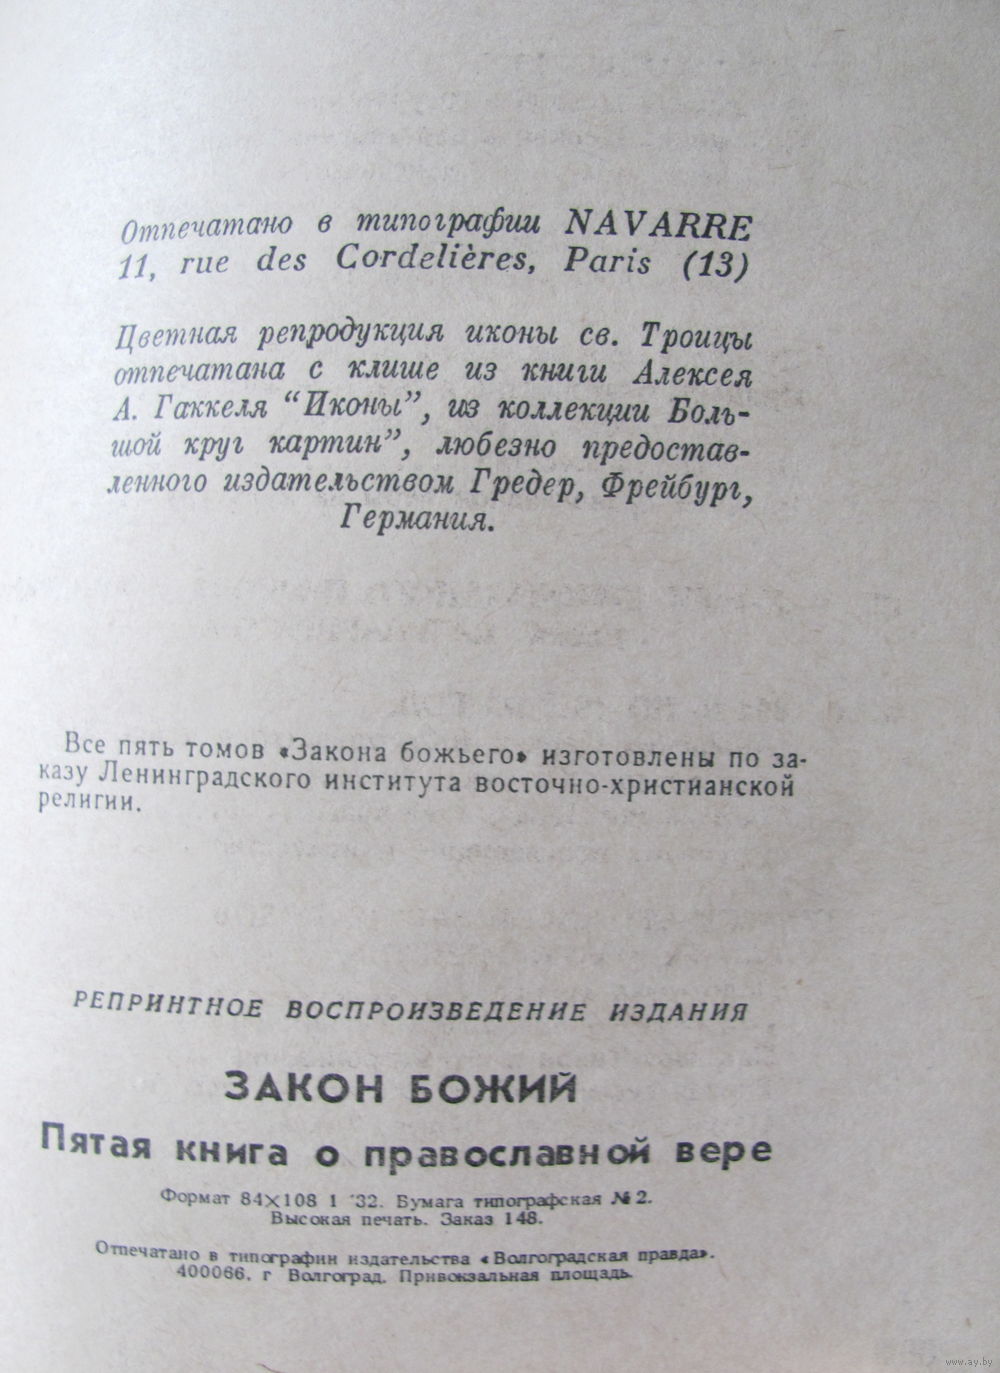 Отпечатано в типографии NAVARRE
11, rue des Cordelières, Paris (13)
Цветная репродукция иконы св. Троицы
отпечатана с клише из книги Алексея
А. Гаккеля “Иконы”, из коллекции Боль-
шой круг картин”, любезно предостав-
ленного издательством Гредер, Фрейбург,
Германия.
Все пять томов «Закона божьего» изготовлены по за-
казу Ленинградского института восточно-христианской
религии.
РЕПРИНТНОЕ ВОСПРОИЗВЕДЕНИЕ ИЗДАНИЯ
ЗАКОН БОЖИЙ
Пятая книга о православной вере
Формат 84×108 1 ′32. Бумага типографская № 2.
Высокая печать. Заказ 148.
Отпечатано в типографии издательства «Волгоградская правда».
400066. г Волгоград. Привокзальная площадь.
www.ay.by